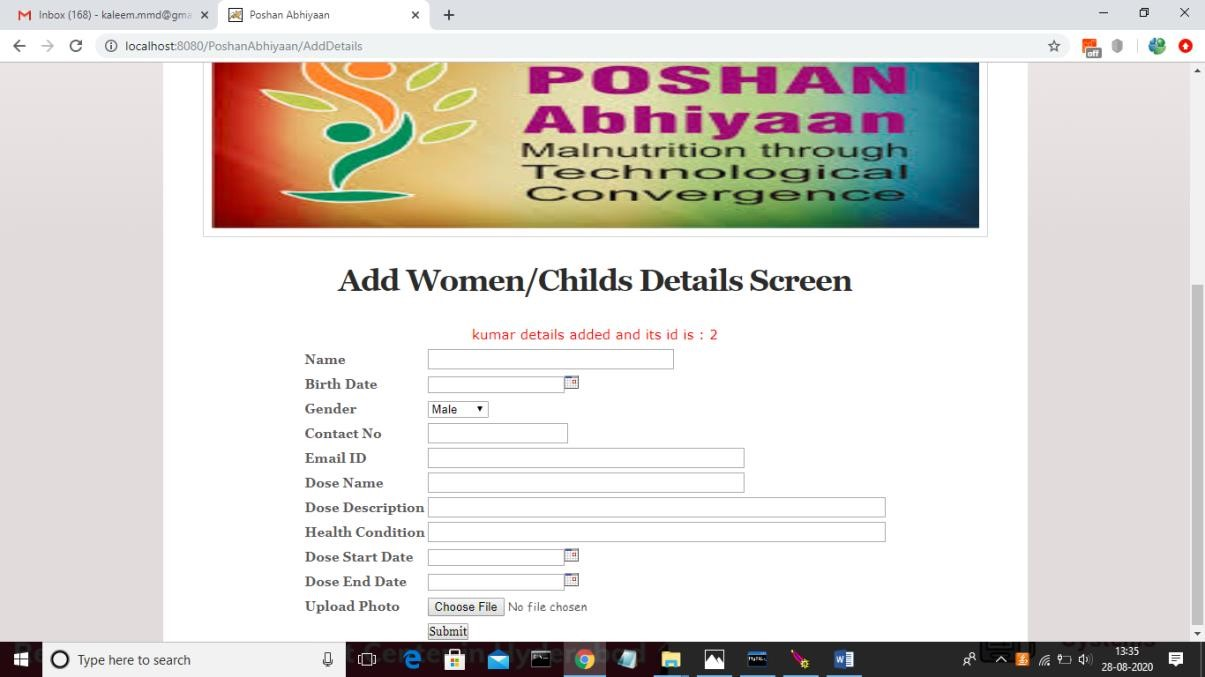 Inbox (168) - kaleem.mmd@gma
Poshan Abhiyaan
localhost:8080/PoshanAbhiyaan/AddDetails
off
POSHAN
Abhiyaan
Malnutrition through
Technological
Convergence
Add Women/Childs Details Screen
kumar details added and its id is : 2
Name
Birth Date
Gender Male
Contact No
Email ID
Dose Name
Dose Description
Health Condition
Dose Start Date
Dose End Date
Upload Photo Choose File No file chosen
Submit
Type here to search
13:35
28-08-2020